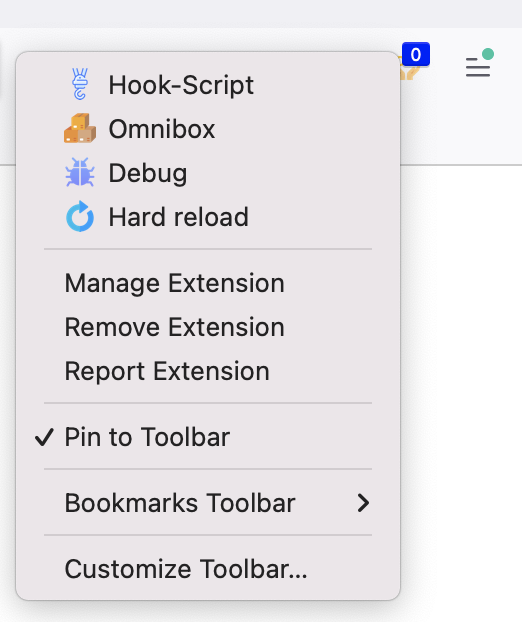 0
Hook-Script
Omnibox
Debug
Hard reload
Manage Extension
Remove Extension
Report Extension
Pin to Toolbar
Bookmarks Toolbar
Customize Toolbar...